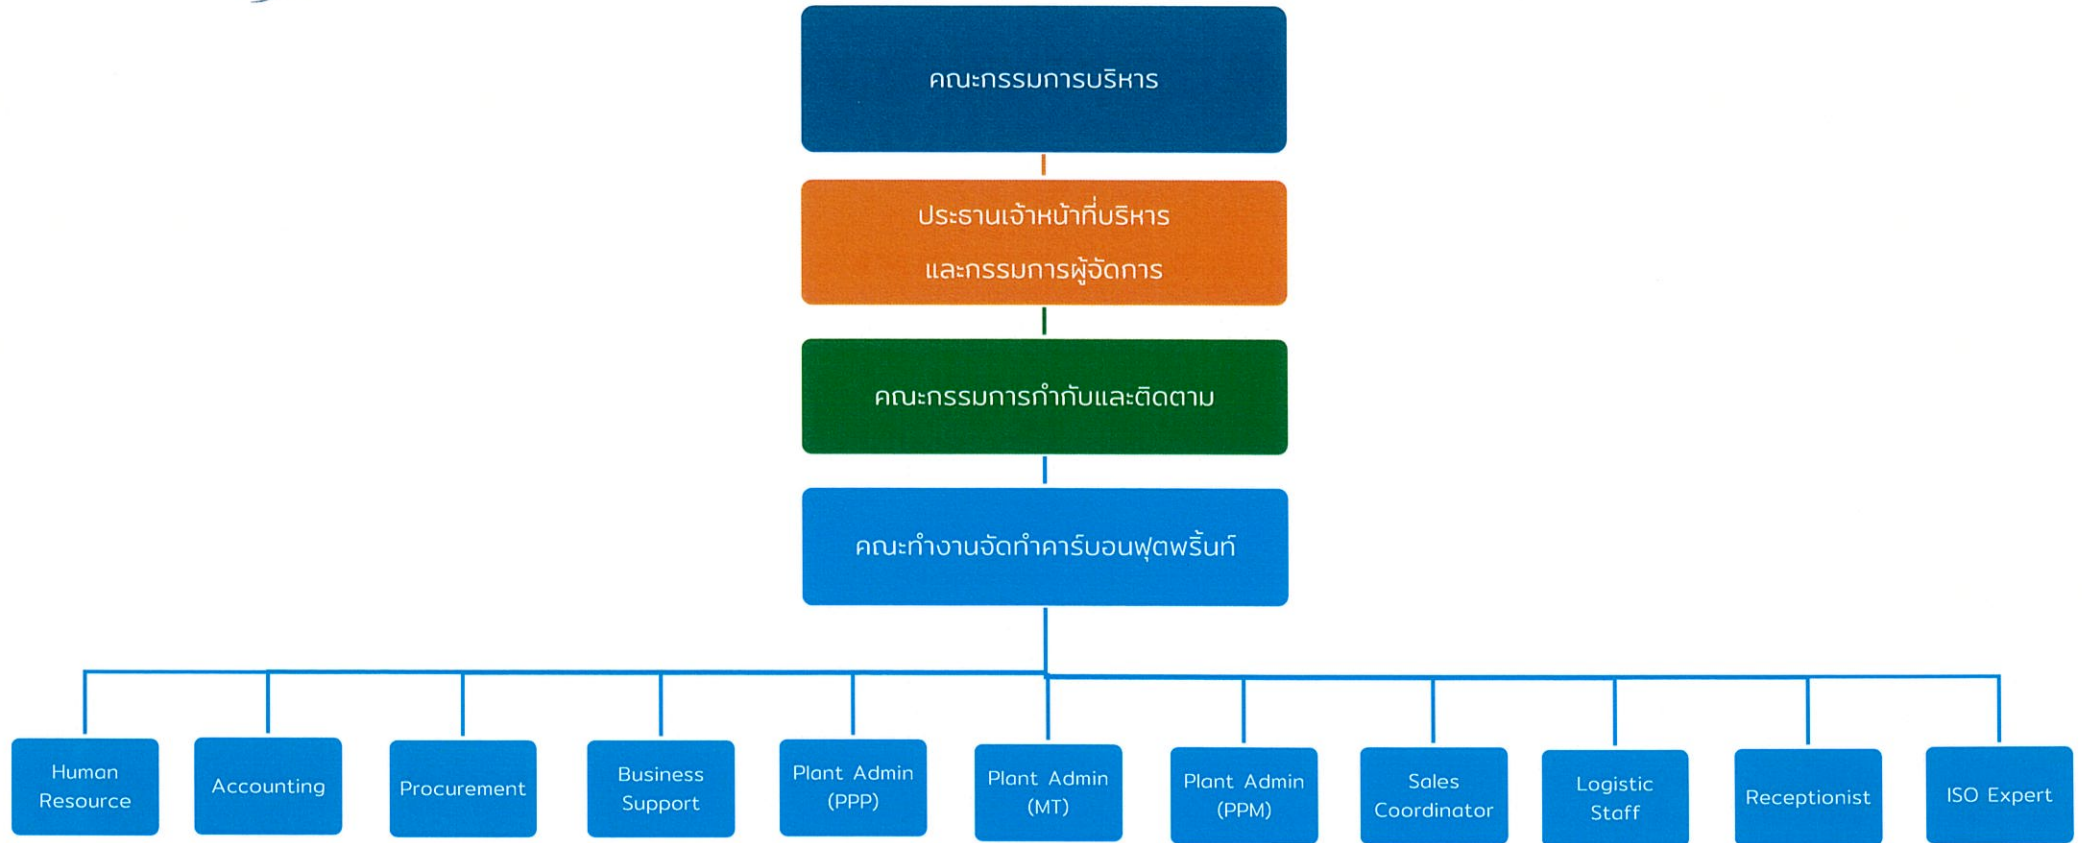 คณะกรรมการบริหาร
ประธานเจ้าหน้าที่บริหาร
และกรรมการผู้จัดการ
คณะกรรมการกำกับและติดตาม
คณะทำงานจัดทำคาร์บอนฟุตพริ้นท์
Human
Resource
Accounting
Procurement
Business
Support
Plant Admin
(PPP)
Plant Admin
(MT)
Plant Admin
(PPM)
Sales
Coordinator
Logistic
Staff
Receptionist
ISO Expert